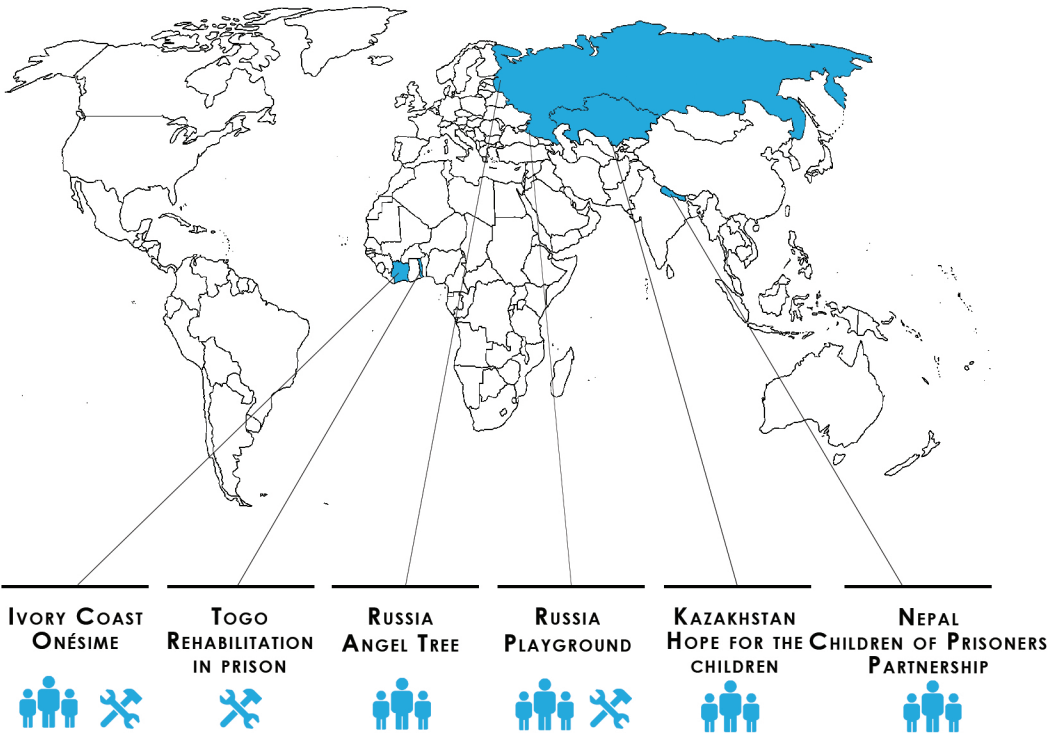 Ivory Coast
Onésime
Togo
Rehabilitation
in prison
Russia
Angel Tree
Russia
Playground
Kazakhstan
Hope for the
children
Nepal
Children of Prisoners
Partnership